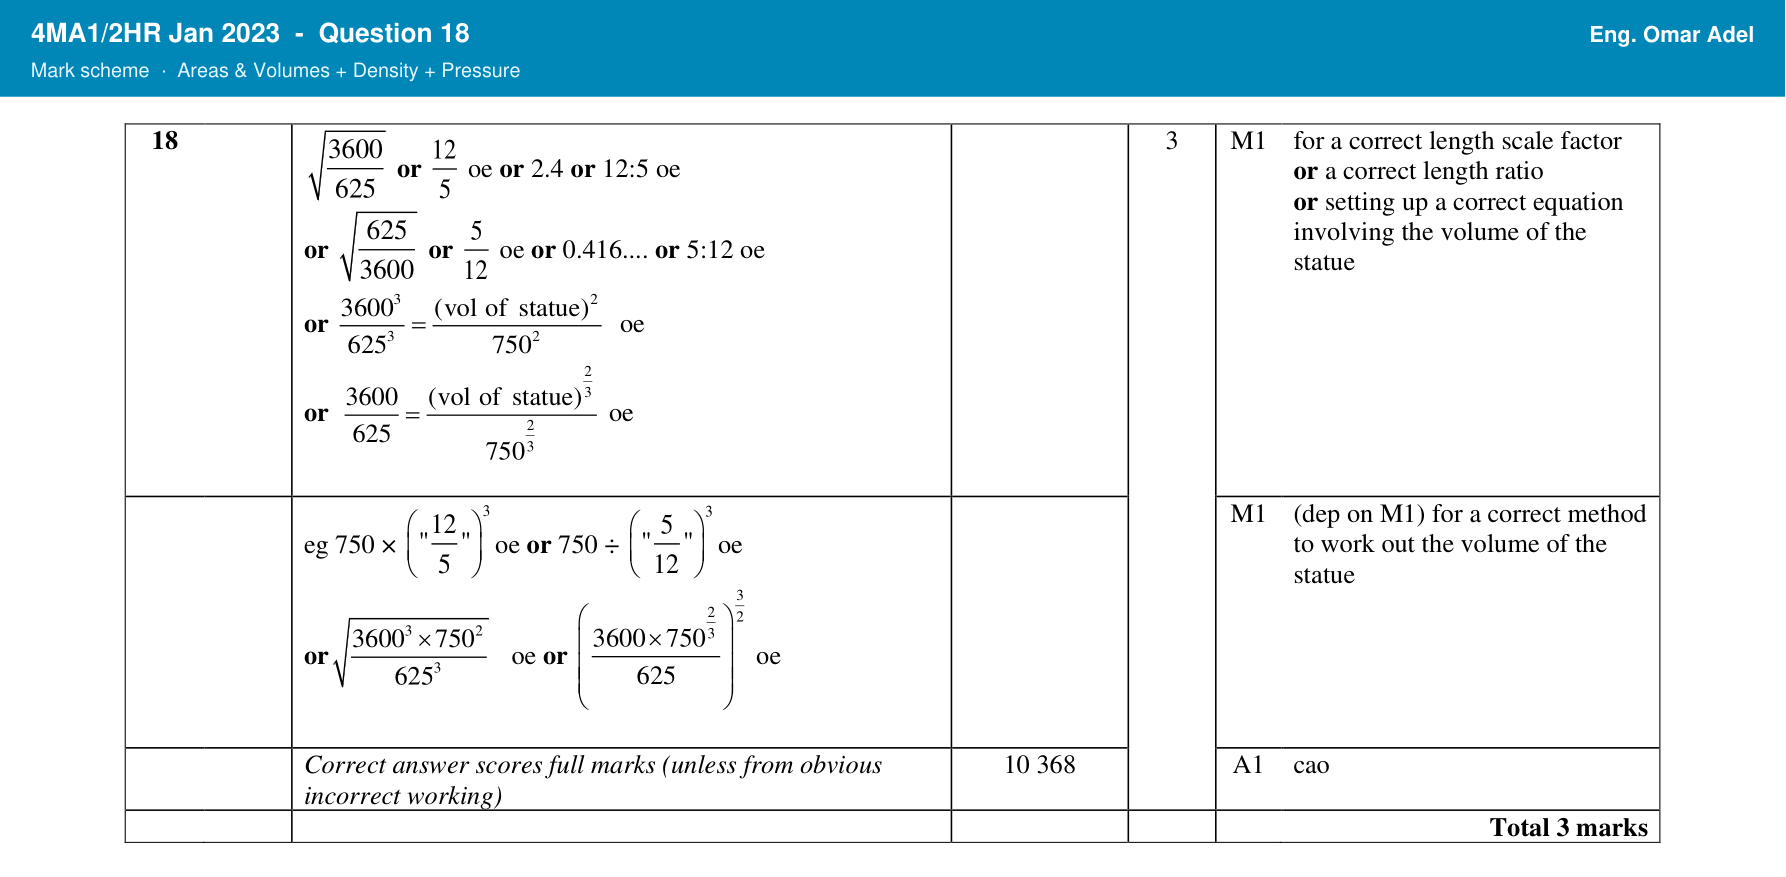 4MA1/2HR Jan 2023 - Question 18
Eng. Omar Adel
Mark scheme · Areas & Volumes + Density + Pressure
18
√(3600/625) or 12/5 oe or 2.4 or 12:5 oe
3
M1 for a correct length scale factor
or a correct length ratio
or setting up a correct equation
involving the volume of the
statue
or √(625/3600) or 5/12 oe or 0.416.... or 5:12 oe
or 3600³/625³ = (vol of statue)²/750² oe
or 3600/625 = (vol of statue)^(2/3)/750^(2/3) oe
eg 750 × ("12/5")³ oe or 750 ÷ ("5/12")³ oe
M1 (dep on M1) for a correct method
to work out the volume of the
statue
or √(3600³ × 750²/625³) oe or (3600 × 750^(2/3)/625)^(3/2) oe
Correct answer scores full marks (unless from obvious
incorrect working)
10 368
A1 cao
Total 3 marks